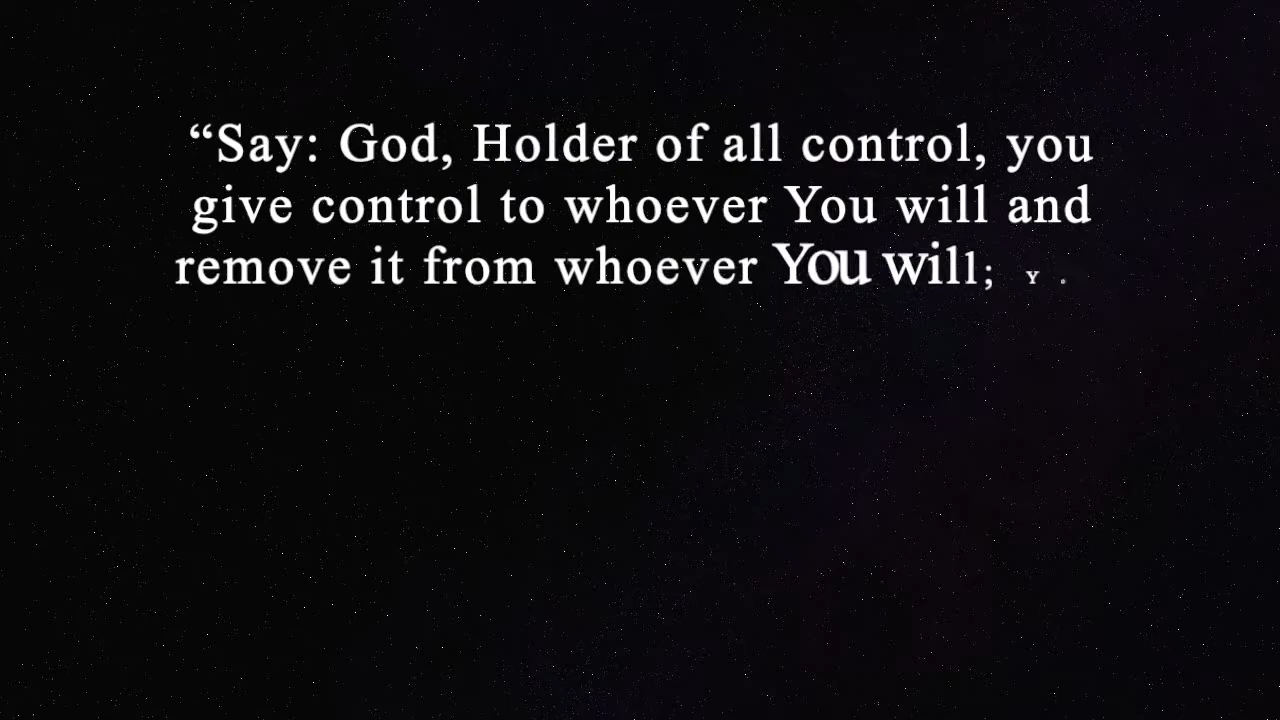 “Say: God, Holder of all control, you
give control to whoever You will and
remove it from whoever You will; Y